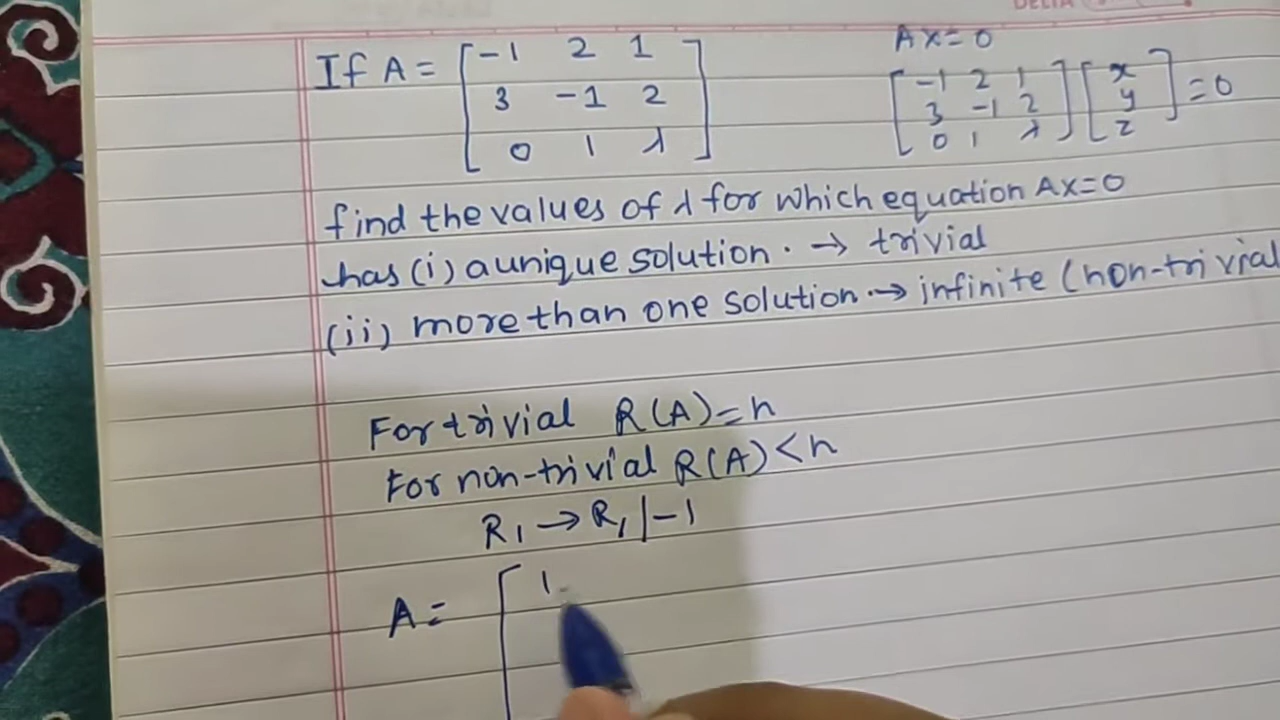 DELTA
If A = [ -1 2 1
3 -1 2
0 1 λ ]
AX=0
[ -1 2 1
3 -1 2
0 1 λ ] [ x
y
z ] =0
find the values of λ for which equation AX=0
has (i) a unique solution. → trivial
(ii) more than one solution → infinite (non-trivial
For trivial R(A)=n
For non-trivial R(A)<n
R1 → R1/-1
A = [ 1 -